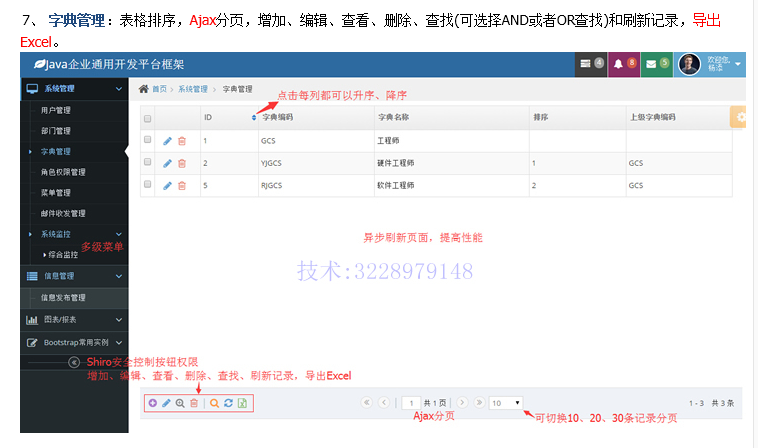 7、 字典管理：表格排序，Ajax分页，增加、编辑、查看、删除、查找(可选择AND或者OR查找)和刷新记录，导出
Excel。
Java企业通用开发平台框架
4
8
5
欢迎您,
杨添
系统管理
首页 > 系统管理 > 字典管理
点击每列都可以升序、降序
用户管理
部门管理
字典管理
角色权限管理
菜单管理
邮件收发管理
系统监控
多级菜单
综合监控
信息管理
信息发布管理
图表/报表
Bootstrap常用实例
ID 字典编码 字典名称 排序 上级字典编码
1 GCS 工程师
2 YJGCS 硬件工程师 1 GCS
5 RJGCS 软件工程师 2 GCS
异步刷新页面，提高性能
技术:3228979148
Shiro安全控制按钮权限
增加、编辑、查看、删除、查找、刷新记录，导出Excel
1 共 1 页 10 1 - 3 共 3 条
Ajax分页
可切换10、20、30条记录分页